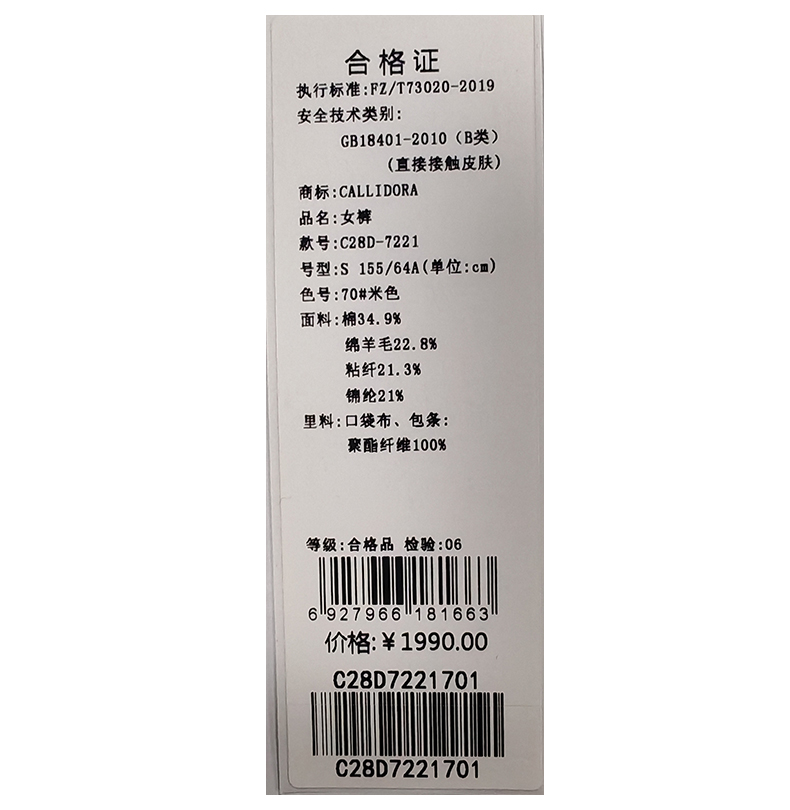 合格证
执行标准:FZ/T73020-2019
安全技术类别:
GB18401-2010（B类）
(直接接触皮肤)
商标:CALLIDORA
品名:女裤
款号:C28D-7221
号型:S 155/64A(单位:cm)
色号:70#米色
面料:棉34.9%
绵羊毛22.8%
粘纤21.3%
锦纶21%
里料:口袋布、包条:
聚酯纤维100%
等级:合格品 检验:06
6 927966 181663
价格:￥1990.00
C28D7221701
C28D7221701